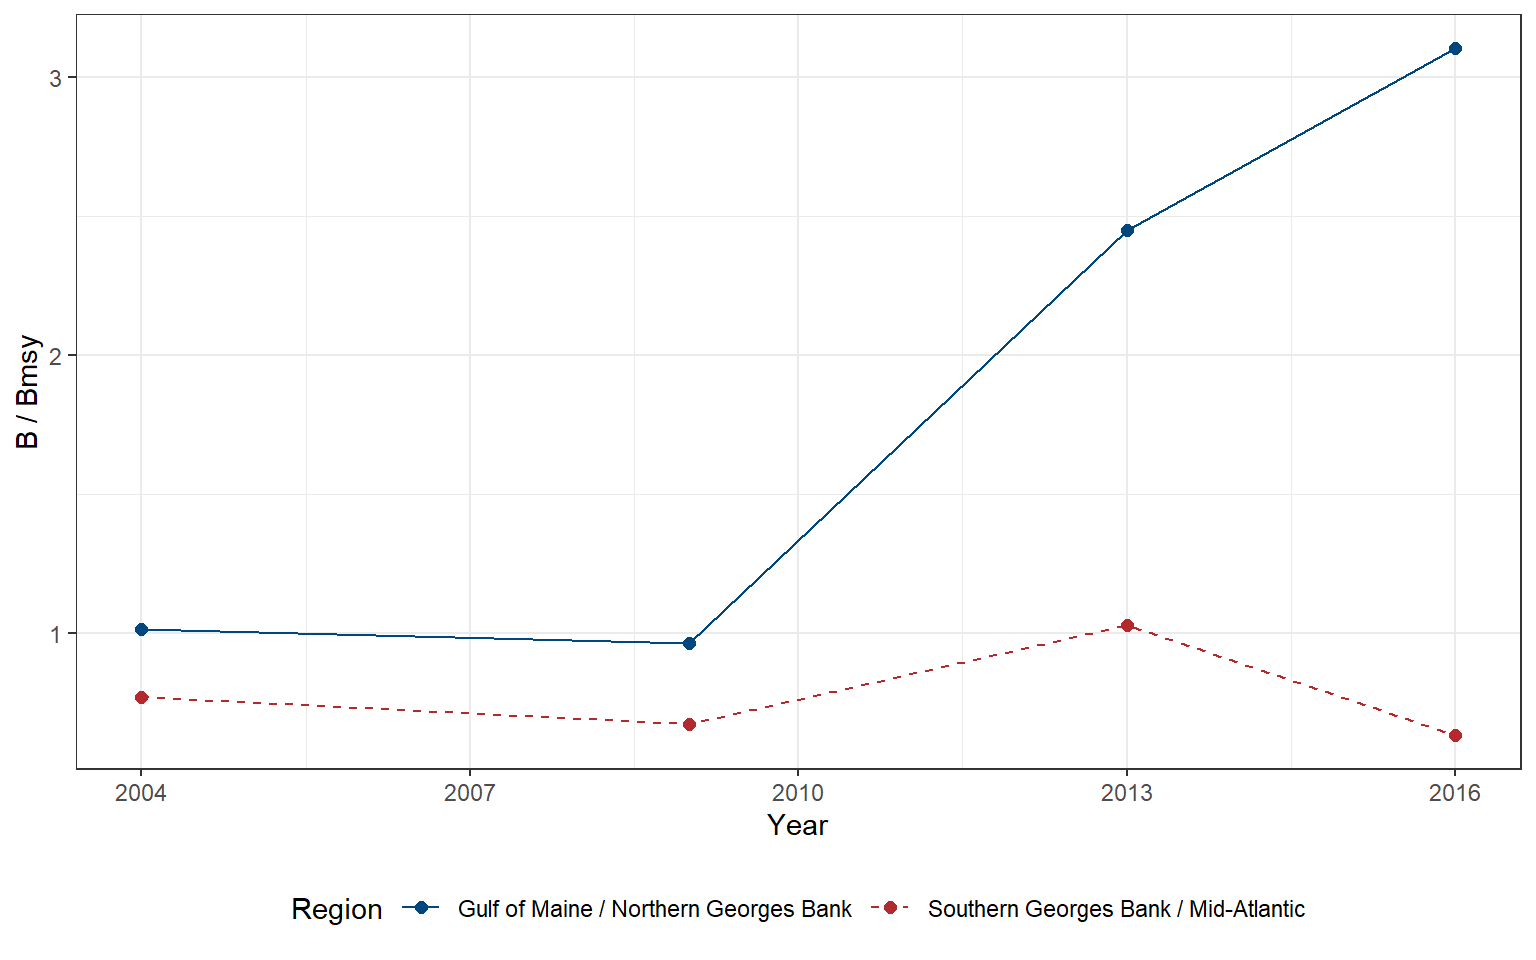 3
2
1
B / Bmsy
2004 2007 2010 2013 2016
Year
Region Gulf of Maine / Northern Georges Bank Southern Georges Bank / Mid-Atlantic